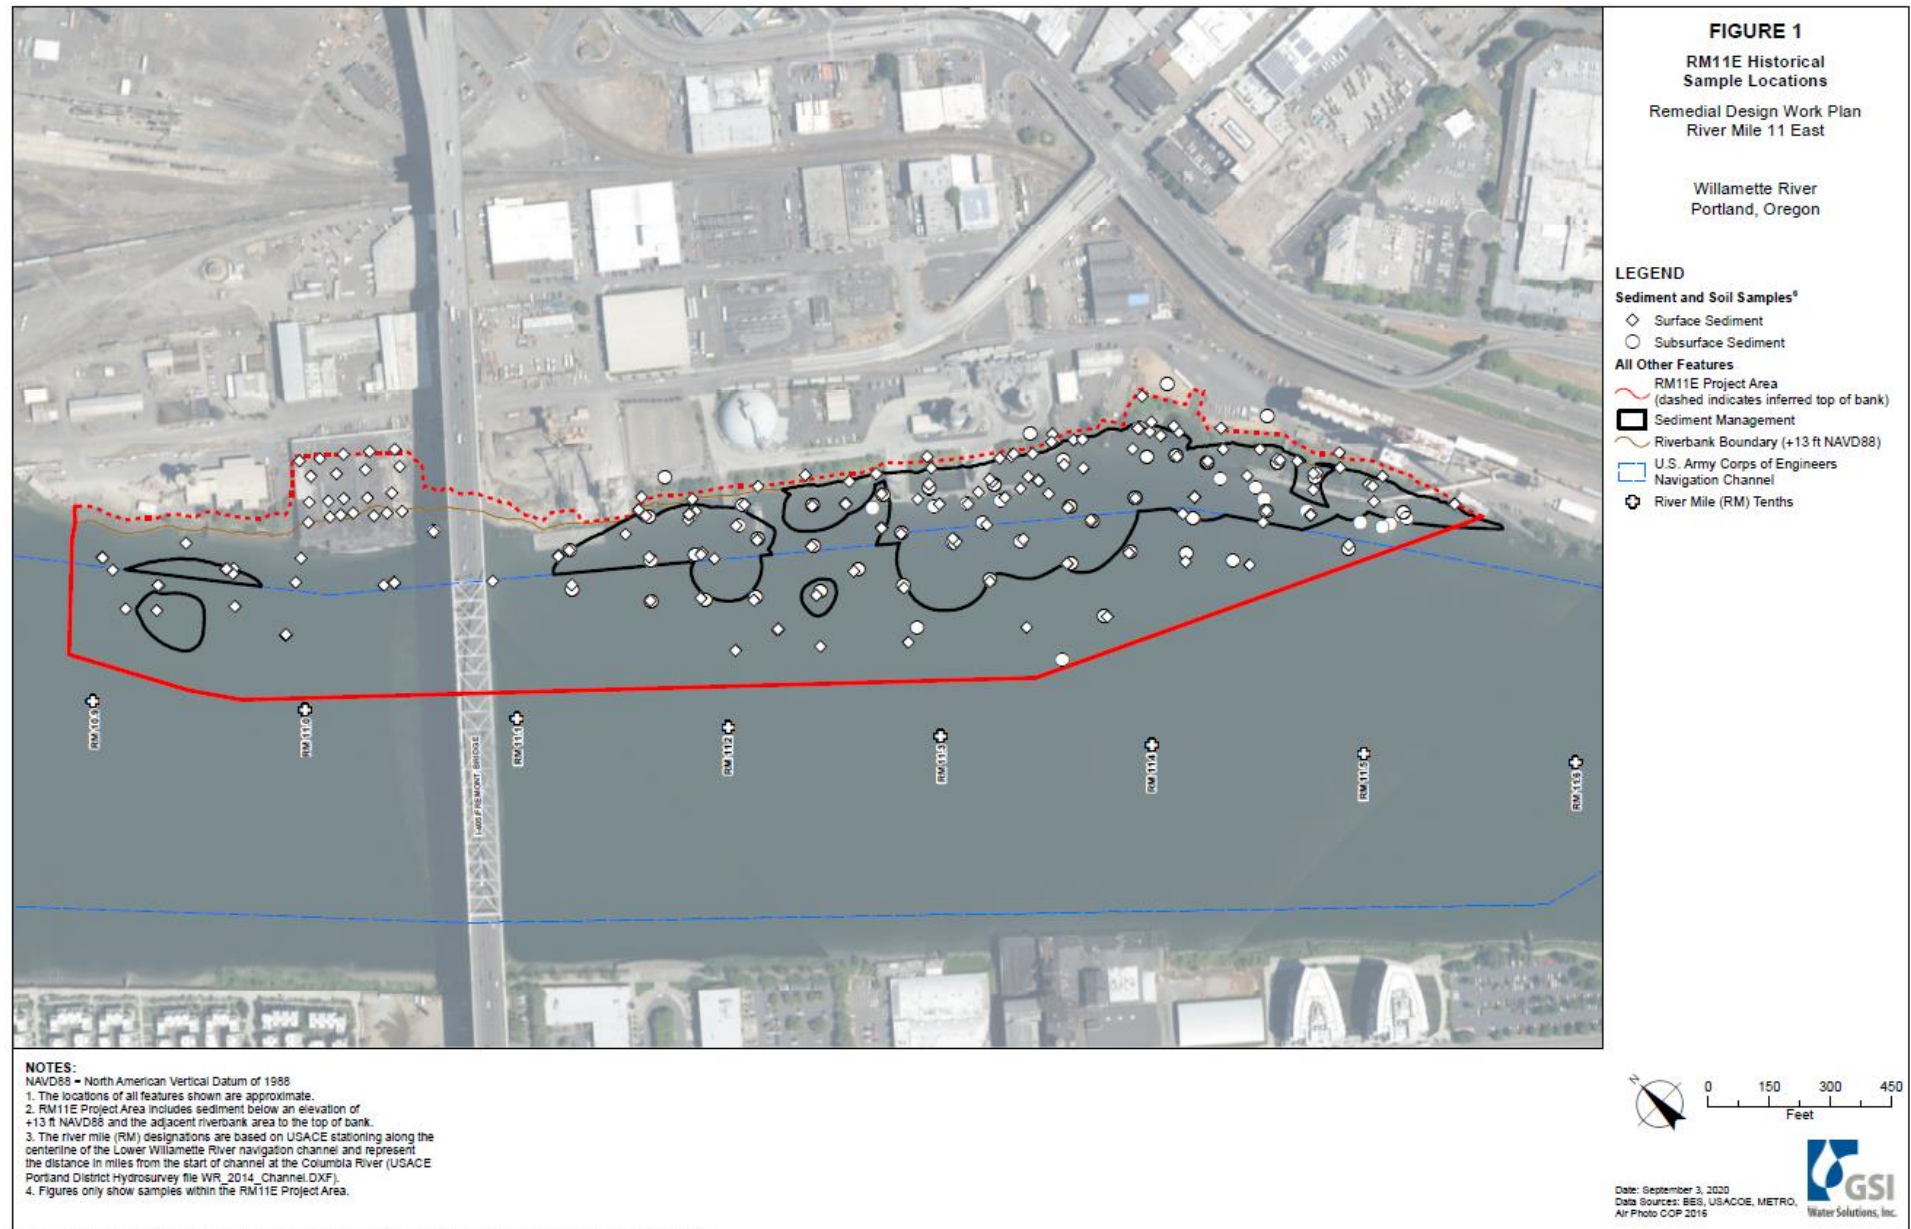 FIGURE 1
RM11E Historical
Sample Locations
Remedial Design Work Plan
River Mile 11 East
Willamette River
Portland, Oregon
LEGEND
Sediment and Soil Samples⁶
Surface Sediment
Subsurface Sediment
All Other Features
RM11E Project Area
(dashed indicates inferred top of bank)
Sediment Management
Riverbank Boundary (+13 ft NAVD88)
U.S. Army Corps of Engineers
Navigation Channel
River Mile (RM) Tenths
RM 10.9
RM 11.0
RM 11.1
RM 11.2
RM 11.3
RM 11.4
RM 11.5
RM 11.6
I-405 FREMONT BRIDGE
NOTES:
NAVD88 = North American Vertical Datum of 1988
1. The locations of all features shown are approximate.
2. RM11E Project Area includes sediment below an elevation of
+13 ft NAVD88 and the adjacent riverbank area to the top of bank.
3. The river mile (RM) designations are based on USACE stationing along the
centerline of the Lower Willamette River navigation channel and represent
the distance in miles from the start of channel at the Columbia River (USACE
Portland District Hydrosurvey file WR_2014_Channel.DXF).
4. Figures only show samples within the RM11E Project Area.
N
0 150 300 450
Feet
Date: September 3, 2020
Data Sources: BES, USACOE, METRO,
Air Photo COP 2016
GSI
Water Solutions, Inc.